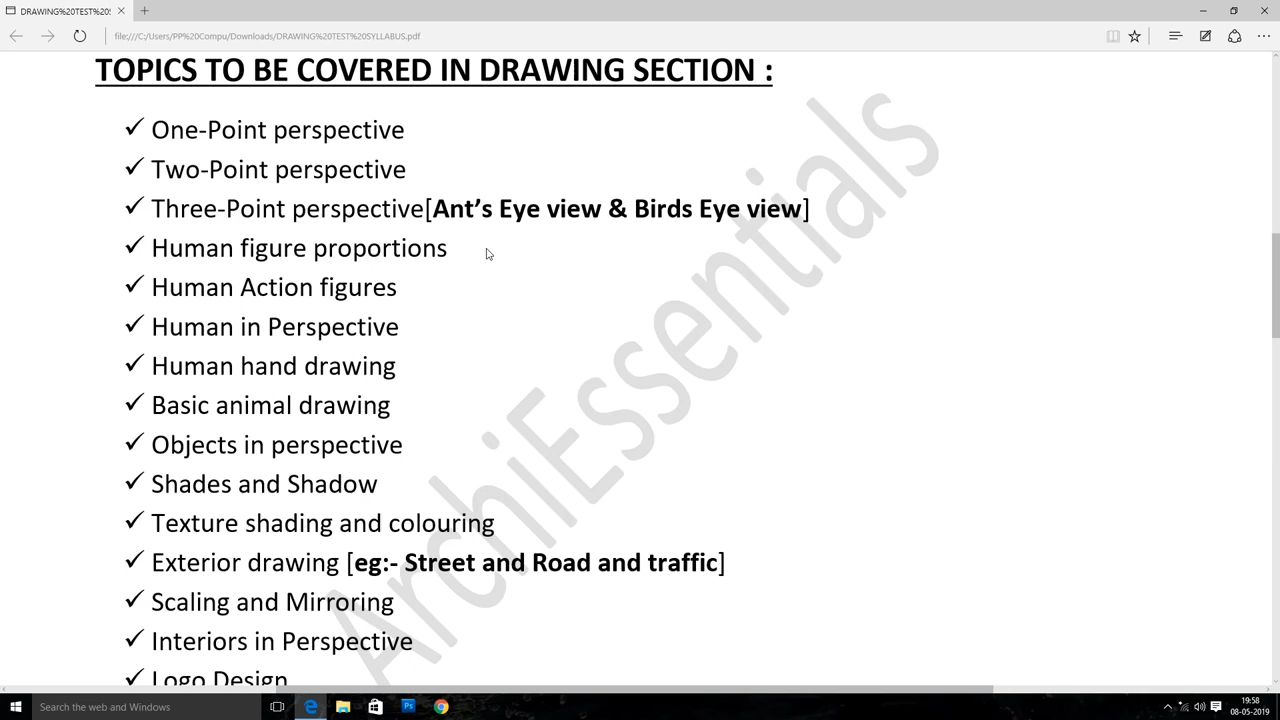 DRAWING%20TEST%20S
file:///C:/Users/PP%20Compu/Downloads/DRAWING%20TEST%20SYLLABUS.pdf
TOPICS TO BE COVERED IN DRAWING SECTION :
✓ One-Point perspective
✓ Two-Point perspective
✓ Three-Point perspective[Ant’s Eye view & Birds Eye view]
✓ Human figure proportions
✓ Human Action figures
✓ Human in Perspective
✓ Human hand drawing
✓ Basic animal drawing
✓ Objects in perspective
✓ Shades and Shadow
✓ Texture shading and colouring
✓ Exterior drawing [eg:- Street and Road and traffic]
✓ Scaling and Mirroring
✓ Interiors in Perspective
✓ Logo Design
ArchiEssentials
Search the web and Windows
19:58
08-05-2019